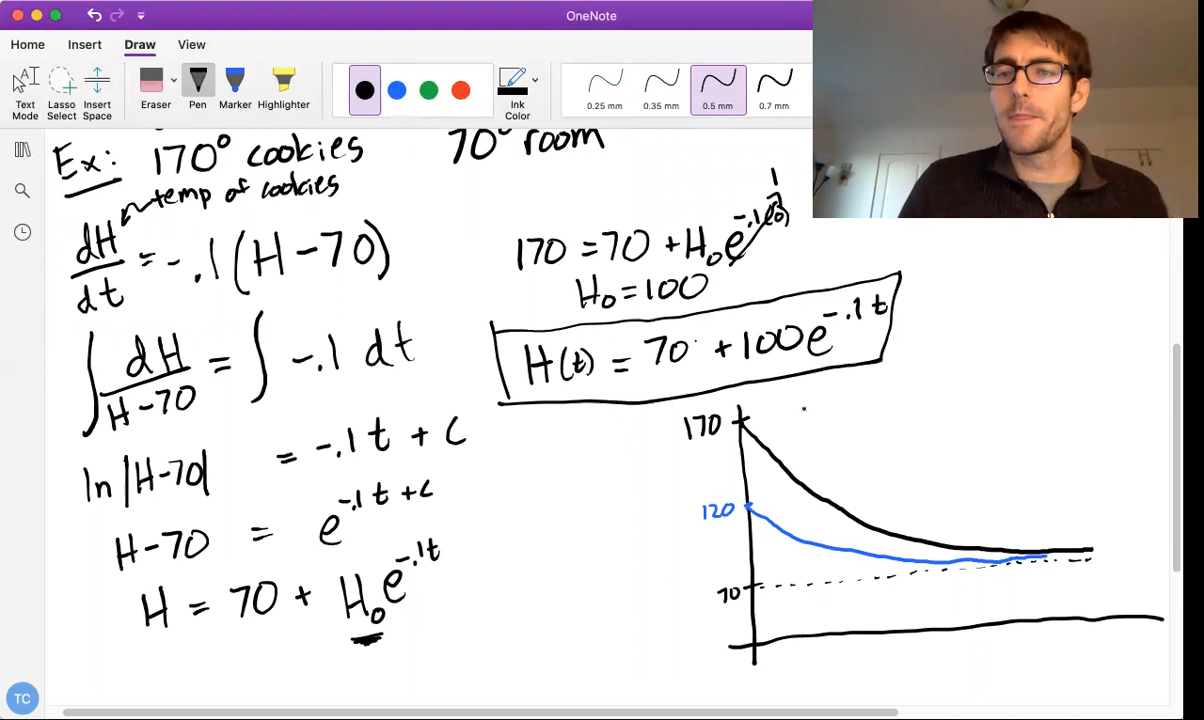 OneNote
Home Insert Draw View
Text Mode
Lasso Select
Insert Space
Eraser
Pen
Marker
Highlighter
Ink Color
0.25 mm
0.35 mm
0.5 mm
0.7 mm
Ex: 170° cookies 70° room
temp of cookies
dH/dt = -.1(H-70)
∫ dH/(H-70) = ∫ -.1 dt
ln|H-70| = -.1t + C
H-70 = e^{-.1t+C}
H = 70 + H₀e^{-.1t}
170 = 70 + H₀e^{-.1(0)} 1
H₀ = 100
H(t) = 70 + 100e^{-.1t}
170
120
70
TC